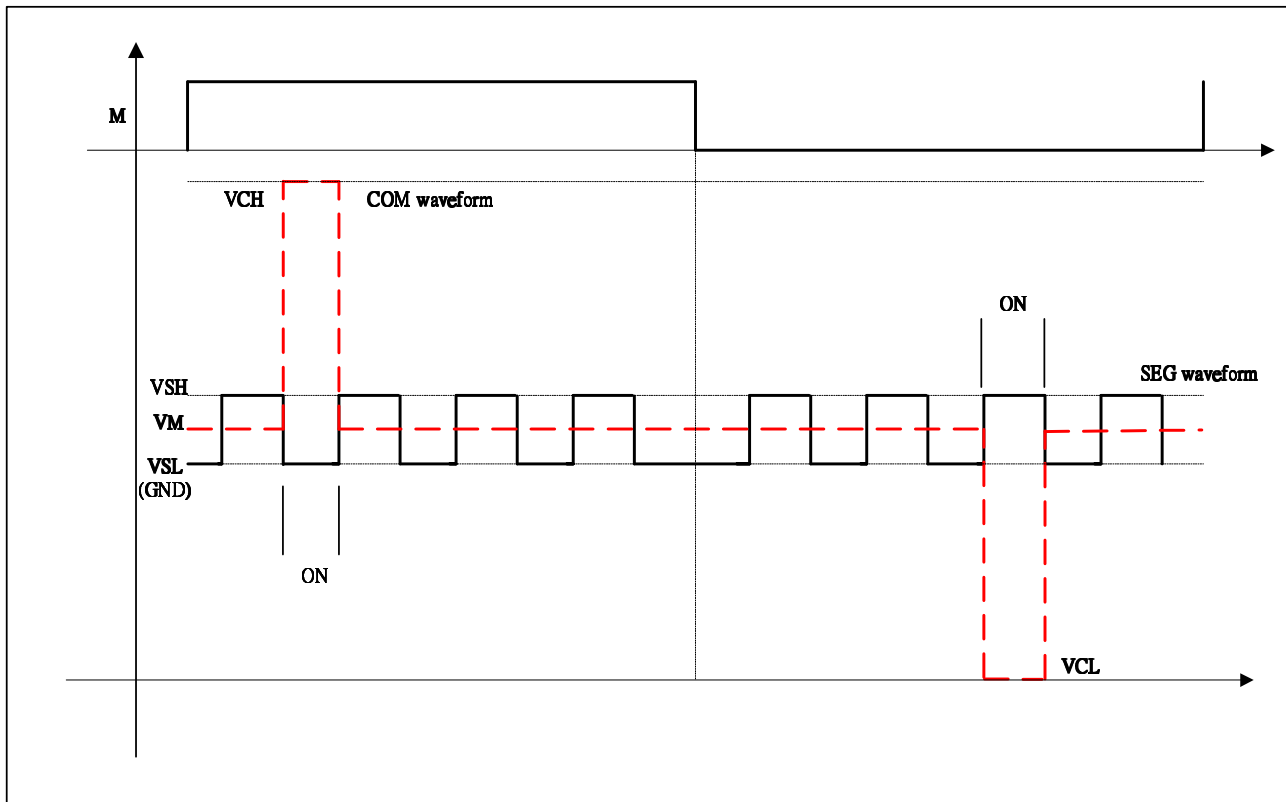 M
VCH
COM waveform
ON
VSH
SEG waveform
VM
VSL
(GND)
ON
VCL